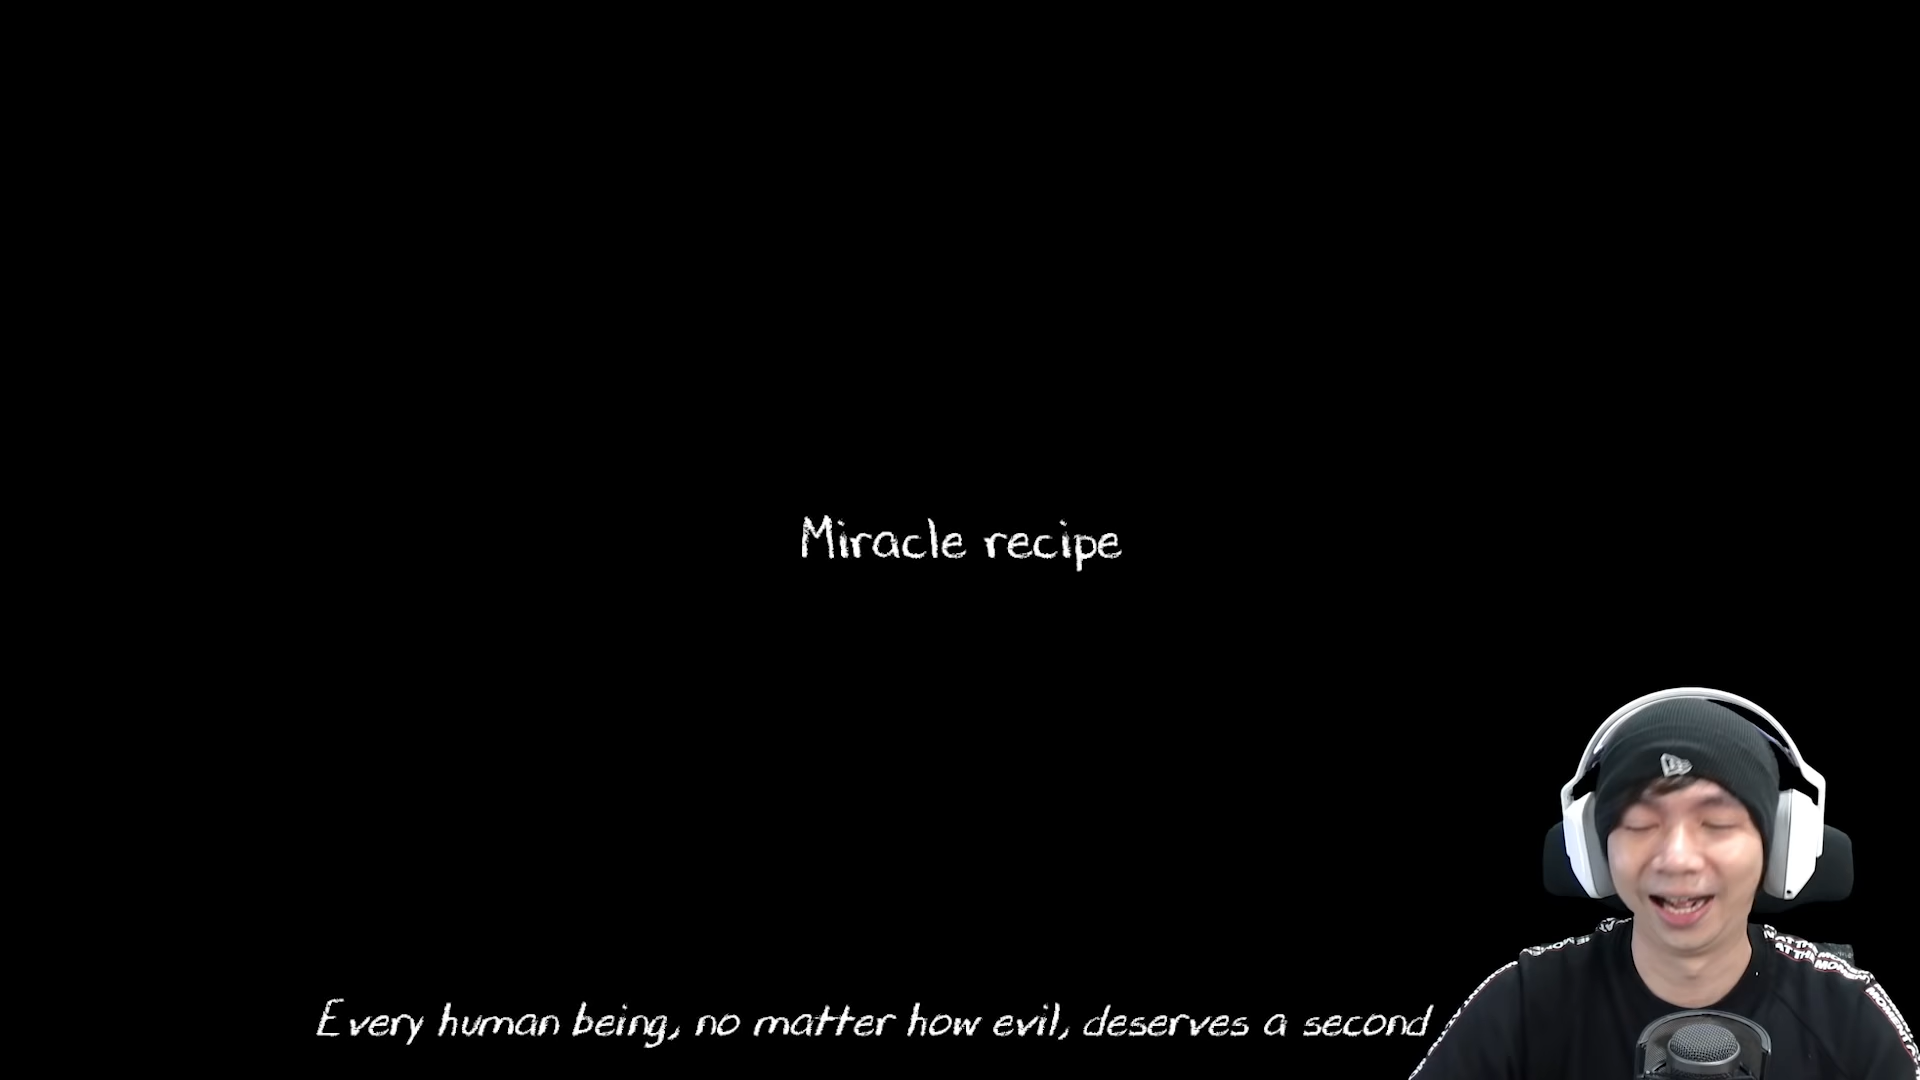 Miracle recipe
Every human being, no matter how evil, deserves a second